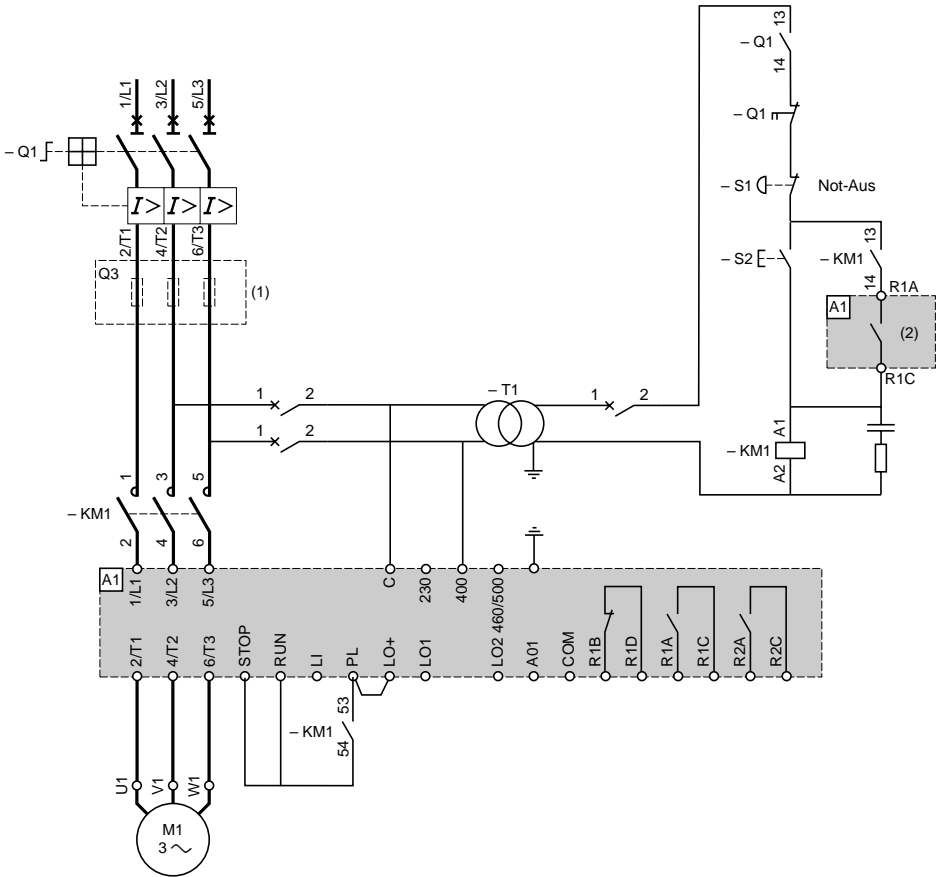 13
– Q1
14
1/L1
3/L2
5/L3
– Q1
– Q1
I >
I >
I >
– S1
Not-Aus
2/T1
4/T2
6/T3
13
– S2
– KM1
14
R1A
Q3
(1)
A1
(2)
R1C
1
2
– T1
1
2
1
2
A1
– KM1
A2
1
3
5
– KM1
2
4
6
A1
1/L1
3/L2
5/L3
C
230
400
LO2 460/500
2/T1
4/T2
6/T3
STOP
RUN
LI
PL
LO+
LO1
A01
COM
R1B
R1D
R1A
R1C
R2A
R2C
53
– KM1
54
U1
V1
W1
M1
3